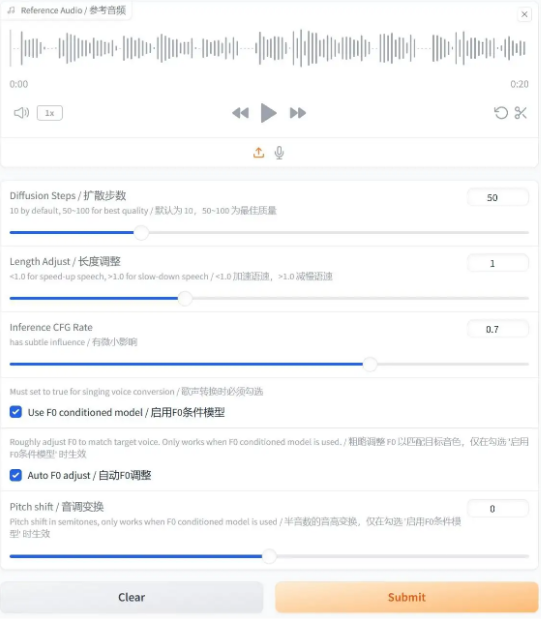 Reference Audio / 参考音频
0:00
0:20
1x
Diffusion Steps / 扩散步数
50
10 by default, 50~100 for best quality / 默认为 10，50~100 为最佳质量
Length Adjust / 长度调整
1
<1.0 for speed-up speech, >1.0 for slow-down speech / <1.0 加速语速，>1.0 减慢语速
Inference CFG Rate
0.7
has subtle influence / 有微小影响
Must set to true for singing voice conversion / 歌声转换时必须勾选
Use F0 conditioned model / 启用F0条件模型
Roughly adjust F0 to match target voice. Only works when F0 conditioned model is used. / 粗略调整 F0 以匹配目标音色，仅在勾选 '启用
F0条件模型' 时生效
Auto F0 adjust / 自动F0调整
Pitch shift / 音调变换
0
Pitch shift in semitones, only works when F0 conditioned model is used / 半音数的音高变换，仅在勾选 '启用F0条件模
型' 时生效
Clear
Submit